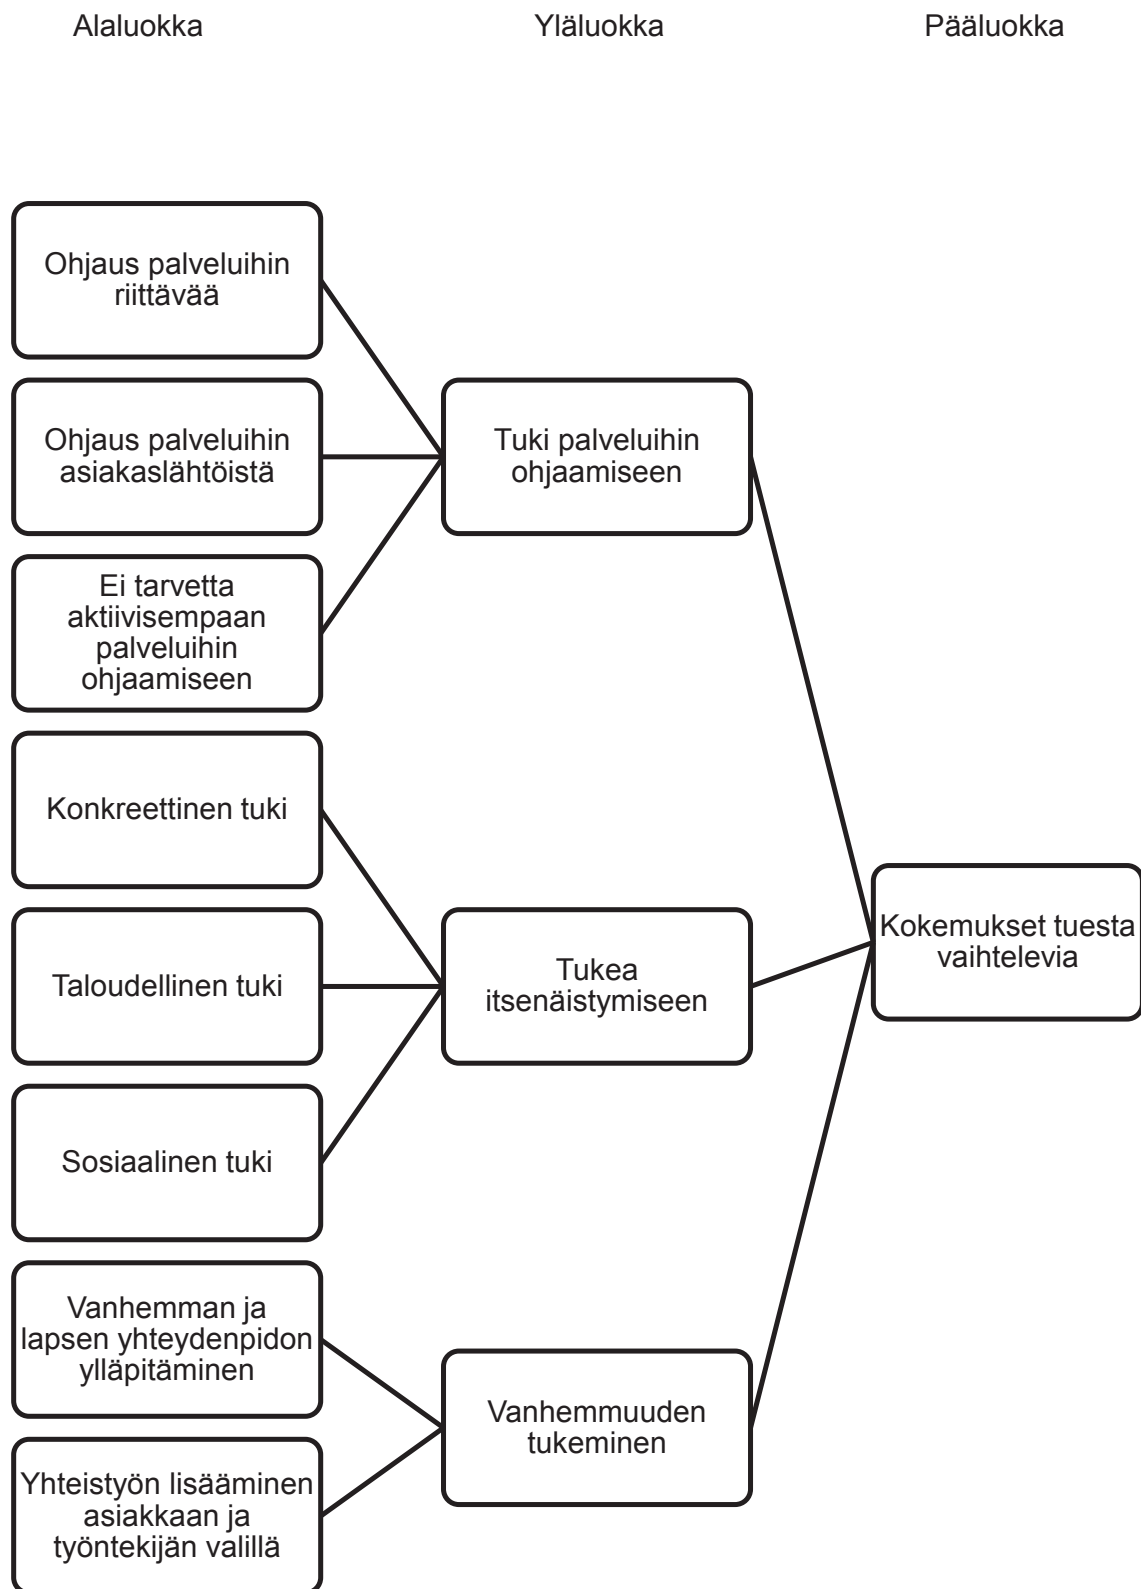 Alaluokka
Yläluokka
Pääluokka
Ohjaus palveluihin
riittävää
Ohjaus palveluihin
asiakaslähtöistä
Ei tarvetta
aktiivisempaan
palveluihin
ohjaamiseen
Konkreettinen tuki
Taloudellinen tuki
Sosiaalinen tuki
Vanhemman ja
lapsen yhteydenpidon
ylläpitäminen
Yhteistyön lisääminen
asiakkaan ja
työntekijän valillä
Tuki palveluihin
ohjaamiseen
Tukea
itsenäistymiseen
Vanhemmuuden
tukeminen
Kokemukset tuesta
vaihtelevia